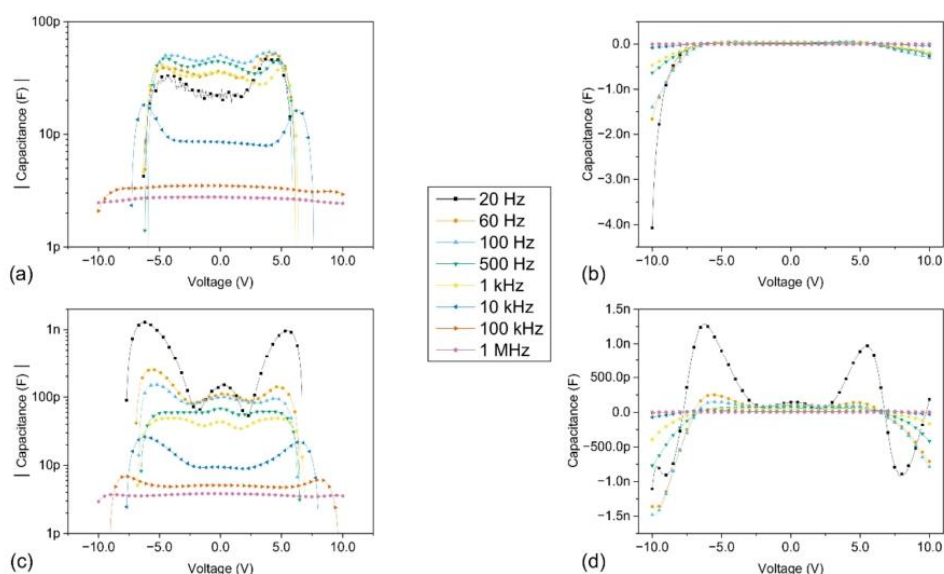 100p
10p
1p
| Capacitance (F) |
−10.0 −5.0 0.0 5.0 10.0
Voltage (V)
(a)
0.0
−1.0n
−2.0n
−3.0n
−4.0n
Capacitance (F)
−10.0 −5.0 0.0 5.0 10.0
Voltage (V)
(b)
20 Hz
60 Hz
100 Hz
500 Hz
1 kHz
10 kHz
100 kHz
1 MHz
1n
100p
10p
1p
| Capacitance (F) |
−10.0 −5.0 0.0 5.0 10.0
Voltage (V)
(c)
1.5n
1.0n
500.0p
0.0
−500.0p
−1.0n
−1.5n
Capacitance (F)
−10.0 −5.0 0.0 5.0 10.0
Voltage (V)
(d)